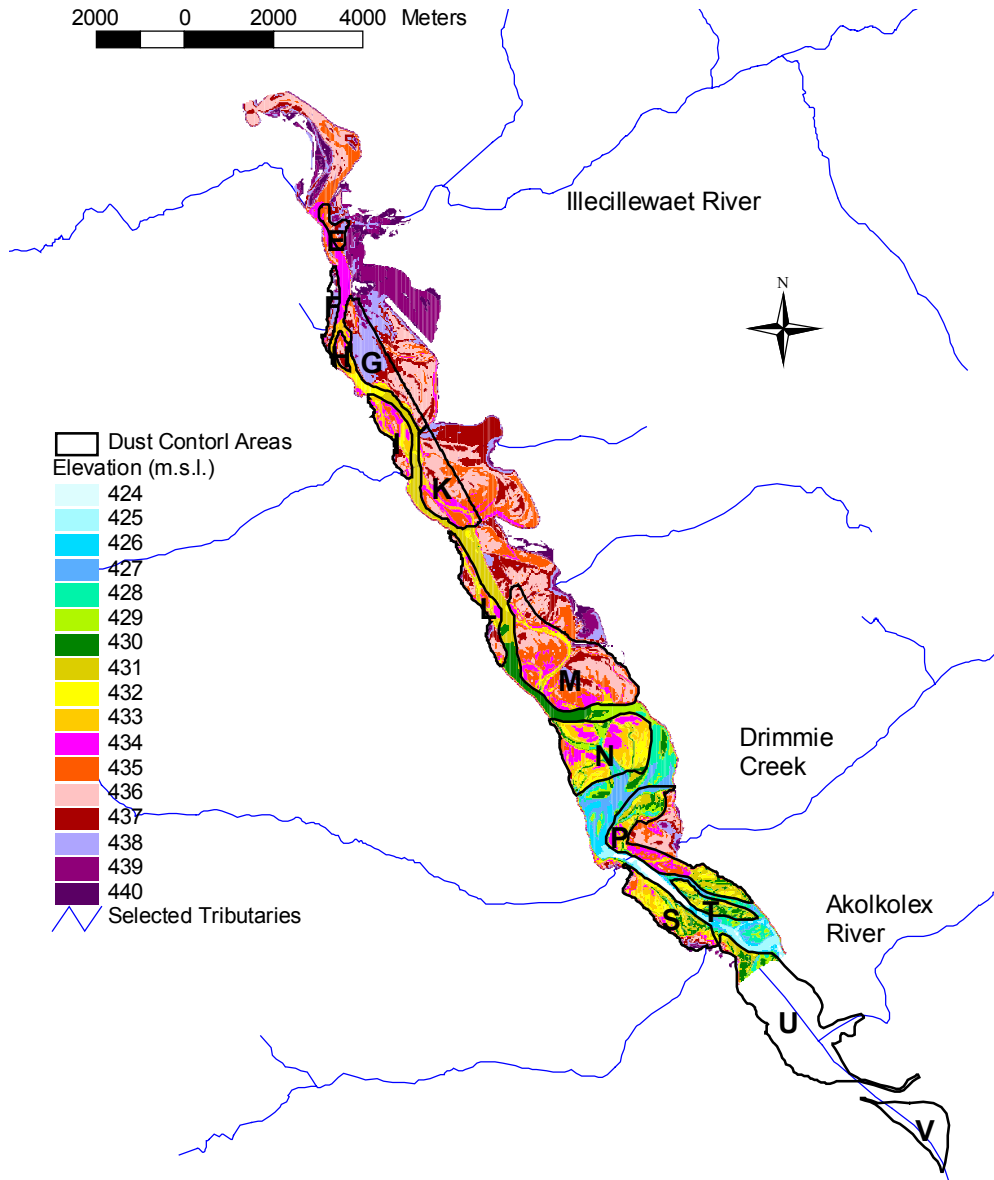 2000 0 2000 4000 Meters
Illecillewaet River
E
N
F
H
G
I
Dust Contorl Areas
Elevation (m.s.l.)
424
425
426
427
428
429
430
431
432
433
434
435
436
437
438
439
440
Selected Tributaries
K
L
M
N
Drimmie
Creek
P
T
S
Akolkolex
River
U
V